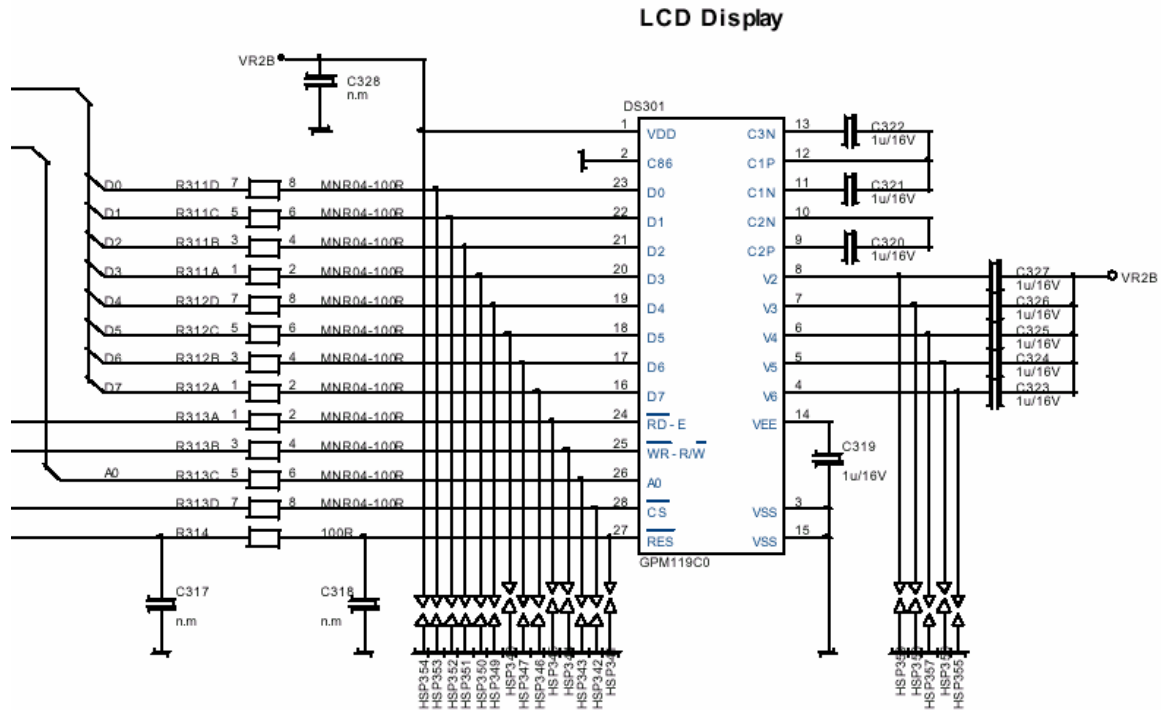 LCD Display
VR2B
C328
n.m
DS301
1 VDD C3N 13 C322
1u/16V
2 C86 C1P 12
D0 R311D 7 8 MNR04-100R 23 D0 C1N 11 C321
1u/16V
D1 R311C 5 6 MNR04-100R 22 D1 C2N 10
D2 R311B 3 4 MNR04-100R 21 D2 C2P 9 C320
1u/16V
D3 R311A 1 2 MNR04-100R 20 D3 V2 8 C327 VR2B
1u/16V
D4 R312D 7 8 MNR04-100R 19 D4 V3 7 C326
1u/16V
D5 R312C 5 6 MNR04-100R 18 D5 V4 6 C325
1u/16V
D6 R312B 3 4 MNR04-100R 17 D6 V5 5 C324
1u/16V
D7 R312A 1 2 MNR04-100R 16 D7 V6 4 C323
1u/16V
R313A 1 2 MNR04-100R 24 RD - E VEE 14
R313B 3 4 MNR04-100R 25 WR - R/W C319
A0 R313C 5 6 MNR04-100R 26 A0 1u/16V
R313D 7 8 MNR04-100R 28 CS VSS 3
R314 100R 27 RES VSS 15
GPM119C0
C317
n.m
C318
n.m
HSP354
HSP353
HSP352
HSP351
HSP350
HSP349
HSP347
HSP346
HSP343
HSP342
HSP357
HSP355